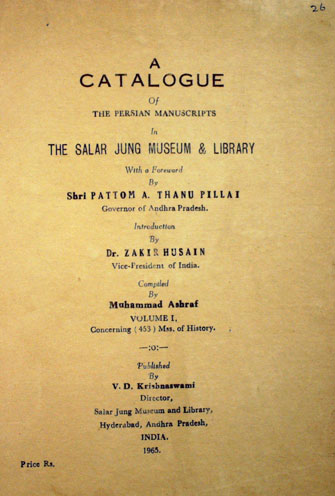 26
A
CATALOGUE
Of
THE PERSIAN MANUSCRIPTS
In
THE SALAR JUNG MUSEUM & LIBRARY
With a Foreword
By
Shri PATTOM A. THANU PILLAI
Governor of Andhra Pradesh.
Introduction
By
Dr. ZAKIR HUSAIN
Vice-President of India.
Compiled
By
Muhammad Ashraf
VOLUME I,
Concerning (453) Mss. of History.
—:o:—
Published
By
V. D. Krishnaswami
Director,
Salar Jung Museum and Library,
Hyderabad, Andhra Pradesh,
INDIA.
1965.
Price Rs.